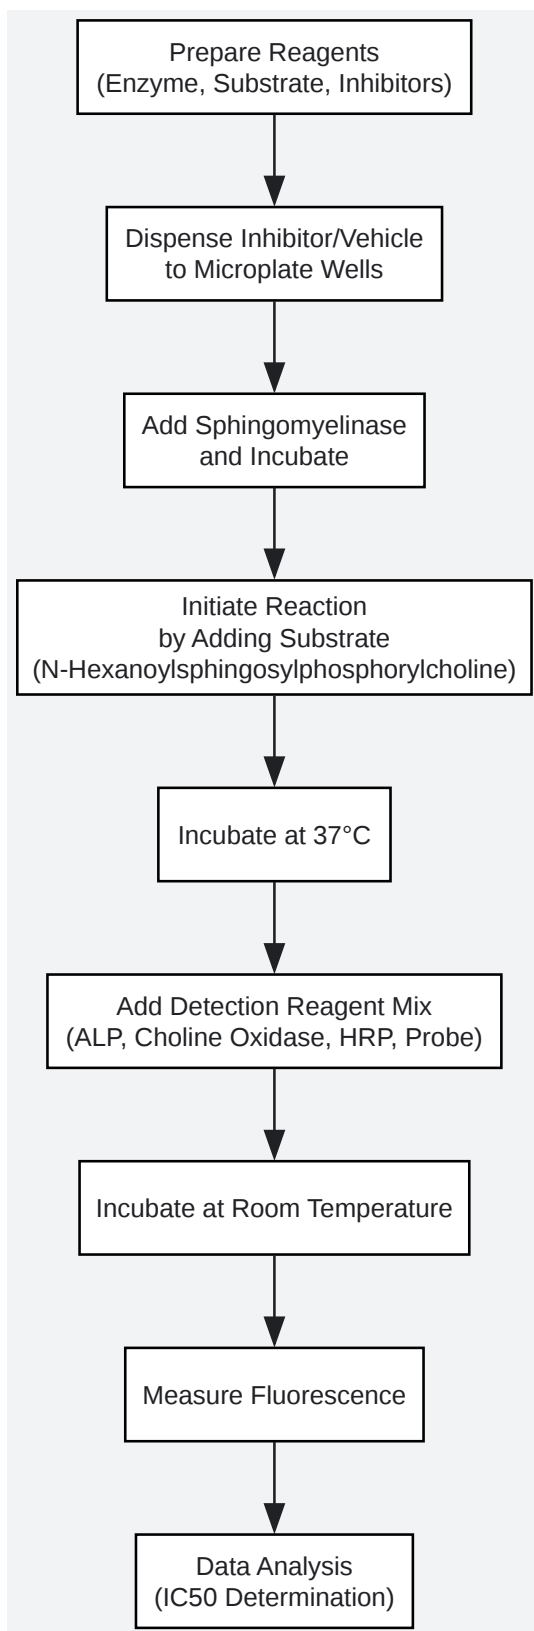 Prepare Reagents
(Enzyme, Substrate, Inhibitors)
Dispense Inhibitor/Vehicle
to Microplate Wells
Add Sphingomyelinase
and Incubate
Initiate Reaction
by Adding Substrate
(N-Hexanoylsphingosylphosphorylcholine)
Incubate at 37°C
Add Detection Reagent Mix
(ALP, Choline Oxidase, HRP, Probe)
Incubate at Room Temperature
Measure Fluorescence
Data Analysis
(IC50 Determination)